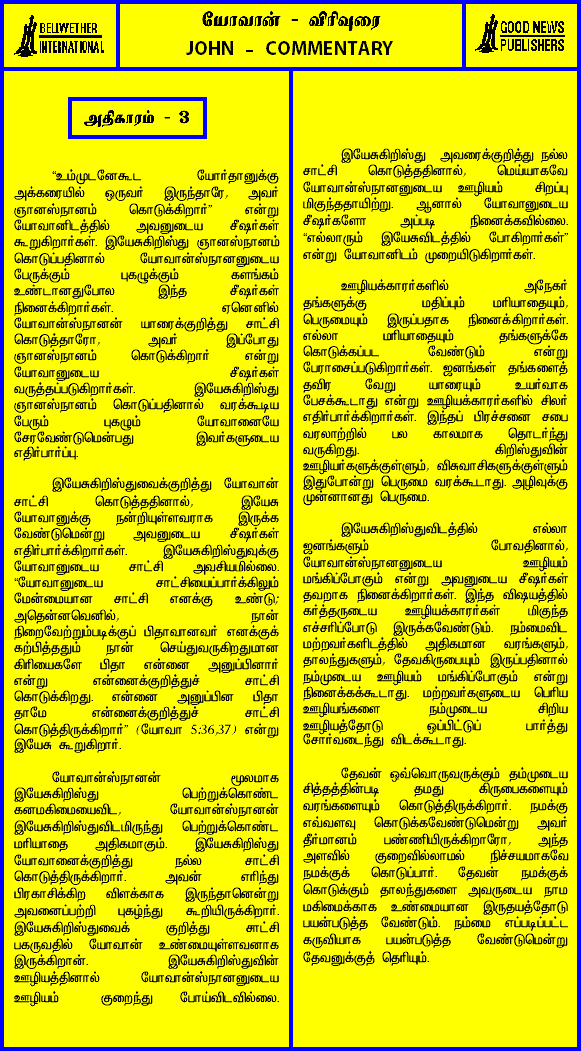 BELWETHER
INTERNATIONAL
யோவான் - விரிவுரை
JOHN - COMMENTARY
GOOD NEWS
PUBLISHERS
அதிகாரம் - 3
“உம்முடனேகூட யோர்தானுக்கு
அக்கரையில் ஒருவர் இருந்தாரே, அவர்
ஞானஸ்நானம் கொடுக்கிறார்” என்று
யோவானிடத்தில் அவனுடைய சீஷர்கள்
கூறுகிறார்கள். இயேசுகிறிஸ்து ஞானஸ்நானம்
கொடுப்பதினால் யோவான்ஸ்நானனுடைய
பேருக்கும் புகழுக்கும் களங்கம்
உண்டானதுபோல இந்த சீஷர்கள்
நினைக்கிறார்கள். ஏனெனில்
யோவான்ஸ்நானன் யாரைக்குறித்து சாட்சி
கொடுத்தாரோ, அவர் இப்போது
ஞானஸ்நானம் கொடுக்கிறார் என்று
யோவானுடைய சீஷர்கள்
வருத்தப்படுகிறார்கள். இயேசுகிறிஸ்து
ஞானஸ்நானம் கொடுப்பதினால் வரக்கூடிய
பேரும் புகழும் யோவானையே
சேரவேண்டுமென்பது இவர்களுடைய
எதிர்பார்ப்பு.
இயேசுகிறிஸ்துவைக்குறித்து யோவான்
சாட்சி கொடுத்ததினால், இயேசு
யோவானுக்கு நன்றியுள்ளவராக இருக்க
வேண்டுமென்று அவனுடைய சீஷர்கள்
எதிர்பார்க்கிறார்கள். இயேசுகிறிஸ்துவுக்கு
யோவானுடைய சாட்சி அவசியமில்லை.
“யோவானுடைய சாட்சியைப்பார்க்கிலும்
மேன்மையான சாட்சி எனக்கு உண்டு;
அதென்னவெனில், நான்
நிறைவேற்றும்படிக்குப் பிதாவானவர் எனக்குக்
கற்பித்ததும் நான் செய்துவருகிறதுமான
கிரியைகளே பிதா என்னை அனுப்பினார்
என்று என்னைக்குறித்துச் சாட்சி
கொடுக்கிறது. என்னை அனுப்பின பிதா
தாமே என்னைக்குறித்துச் சாட்சி
கொடுத்திருக்கிறார்” (யோவா 5:36,37) என்று
இயேசு கூறுகிறார்.
யோவான்ஸ்நானன் மூலமாக
இயேசுகிறிஸ்து பெற்றுக்கொண்ட
கனமகிமையைவிட, யோவான்ஸ்நானன்
இயேசுகிறிஸ்துவிடமிருந்து பெற்றுக்கொண்ட
மரியாதை அதிகமாகும். இயேசுகிறிஸ்து
யோவானைக்குறித்து நல்ல சாட்சி
கொடுத்திருக்கிறார். அவன் எரிந்து
பிரகாசிக்கிற விளக்காக இருந்தானென்று
அவனைப்பற்றி புகழ்ந்து கூறியிருக்கிறார்.
இயேசுகிறிஸ்துவைக் குறித்து சாட்சி
பகருவதில் யோவான் உண்மையுள்ளவனாக
இருக்கிறான். இயேசுகிறிஸ்துவின்
ஊழியத்தினால் யோவான்ஸ்நானனுடைய
ஊழியம் குறைந்து போய்விடவில்லை.
இயேசுகிறிஸ்து அவரைக்குறித்து நல்ல
சாட்சி கொடுத்ததினால், மெய்யாகவே
யோவான்ஸ்நானனுடைய ஊழியம் சிறப்பு
மிகுந்ததாயிற்று. ஆனால் யோவானுடைய
சீஷர்களோ அப்படி நினைக்கவில்லை.
“எல்லாரும் இயேசுவிடத்தில் போகிறார்கள்”
என்று யோவானிடம் முறையிடுகிறார்கள்.
ஊழியக்காரர்களில் அநேகர்
தங்களுக்கு மதிப்பும் மரியாதையும்,
பெருமையும் இருப்பதாக நினைக்கிறார்கள்.
எல்லா மரியாதையும் தங்களுக்கே
கொடுக்கப்பட வேண்டும் என்று
பேராசைப்படுகிறார்கள். ஜனங்கள் தங்களைத்
தவிர வேறு யாரையும் உயர்வாக
பேசக்கூடாது என்று ஊழியக்காரர்களில் சிலர்
எதிர்பார்க்கிறார்கள். இந்தப் பிரச்சனை சபை
வரலாற்றில் பல காலமாக தொடர்ந்து
வருகிறது. கிறிஸ்துவின்
ஊழியர்களுக்குள்ளும், விசுவாசிகளுக்குள்ளும்
இதுபோன்று பெருமை வரக்கூடாது. அழிவுக்கு
முன்னானது பெருமை.
இயேசுகிறிஸ்துவிடத்தில் எல்லா
ஜனங்களும் போவதினால்,
யோவான்ஸ்நானனுடைய ஊழியம்
மங்கிப்போகும் என்று அவனுடைய சீஷர்கள்
தவறாக நினைக்கிறார்கள். இந்த விஷயத்தில்
கர்த்தருடைய ஊழியக்காரர்கள் மிகுந்த
எச்சரிப்போடு இருக்கவேண்டும். நம்மைவிட
மற்றவர்களிடத்தில் அதிகமான வரங்களும்,
தாலந்துகளும், தேவகிருபையும் இருப்பதினால்
நம்முடைய ஊழியம் மங்கிப்போகும் என்று
நினைக்கக்கூடாது. மற்றவர்களுடைய பெரிய
ஊழியங்களை நம்முடைய சிறிய
ஊழியத்தோடு ஒப்பிட்டுப் பார்த்து
சோர்வடைந்து விடக்கூடாது.
தேவன் ஒவ்வொருவருக்கும் தம்முடைய
சித்தத்தின்படி தமது கிருபைகளையும்
வரங்களையும் கொடுத்திருக்கிறார். நமக்கு
எவ்வளவு கொடுக்கவேண்டுமென்று அவர்
தீர்மானம் பண்ணியிருக்கிறாரோ, அந்த
அளவில் குறைவில்லாமல் நிச்சயமாகவே
நமக்குக் கொடுப்பார். தேவன் நமக்குக்
கொடுக்கும் தாலந்துகளை அவருடைய நாம
மகிமைக்காக உண்மையான இருதயத்தோடு
பயன்படுத்த வேண்டும். நம்மை எப்படிப்பட்ட
கருவியாக பயன்படுத்த வேண்டுமென்று
தேவனுக்குத் தெரியும்.